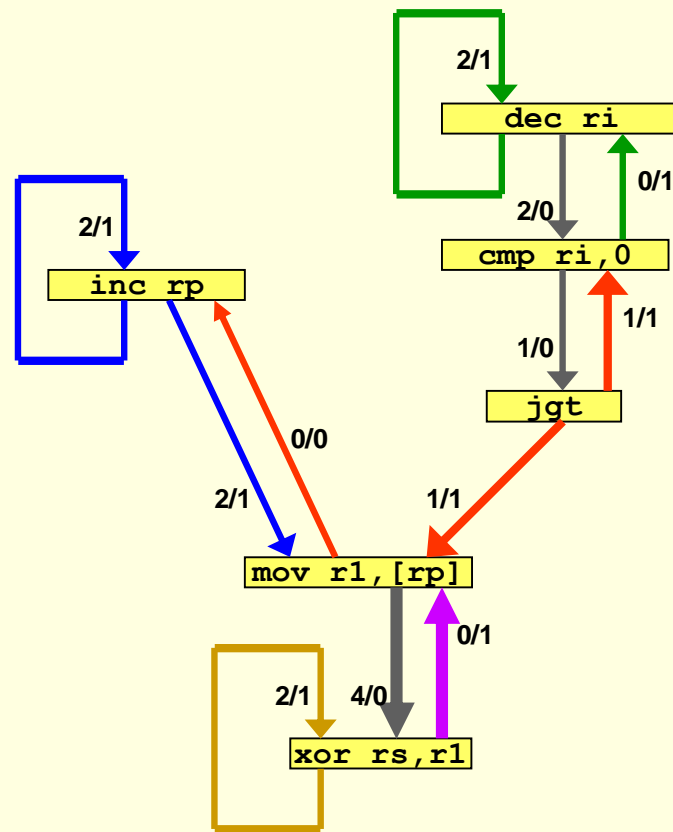 2/1
dec ri
0/1
2/0
2/1
cmp ri,0
inc rp
1/1
1/0
jgt
0/0
2/1
1/1
mov r1,[rp]
0/1
2/1
4/0
xor rs,r1